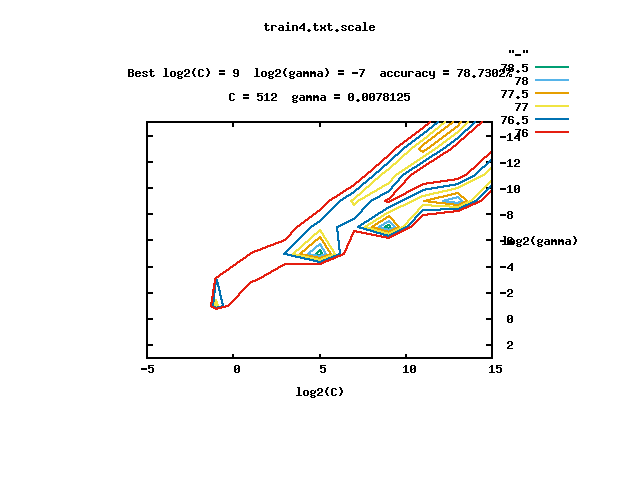 train4.txt.scale
"-"
Best log2(C) = 9  log2(gamma) = -7  accuracy = 78.7302%
78.5
78
77.5
C = 512  gamma = 0.0078125
77
76.5
76
-14
-12
-10
-8
-6
log2(gamma)
-4
-2
0
2
-5 0 5 10 15
log2(C)